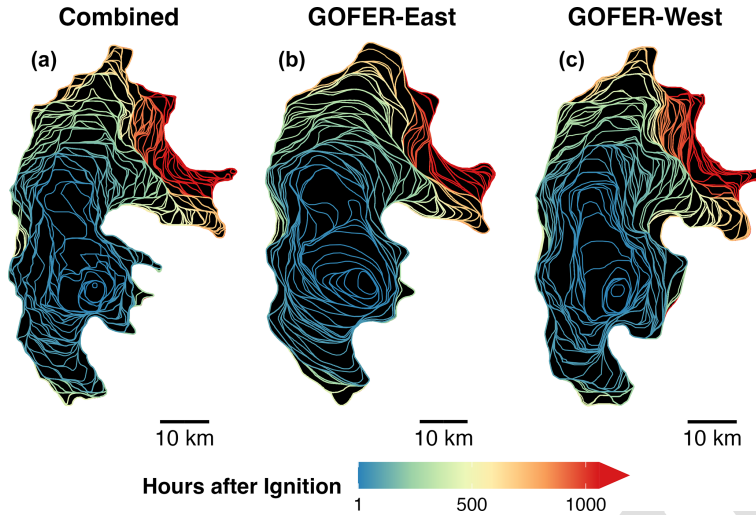 Combined
GOFER-East
GOFER-West
(a)
(b)
(c)
10 km
10 km
10 km
Hours after Ignition
1
500
1000